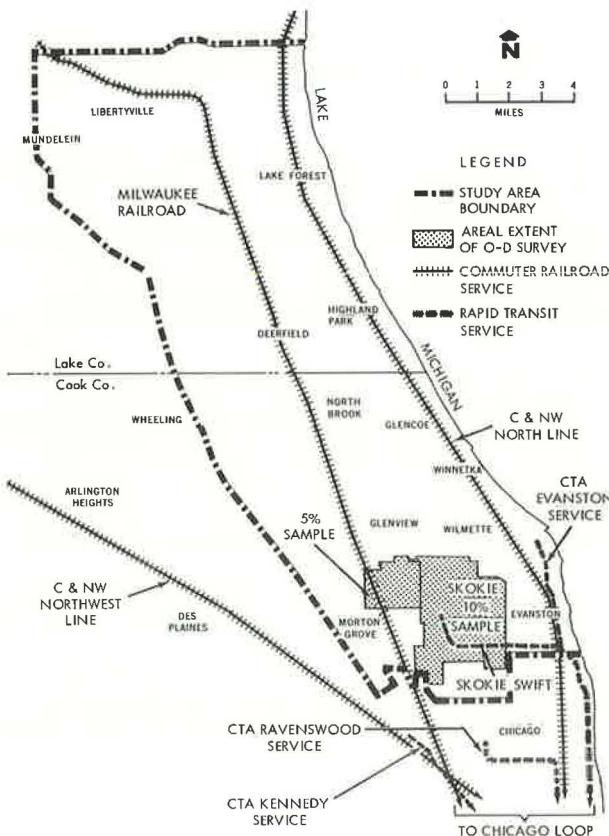 N
0 1 2 3 4
MILES
LEGEND
STUDY AREA
BOUNDARY
AREAL EXTENT
OF O-D SURVEY
COMMUTER RAILROAD
SERVICE
RAPID TRANSIT
SERVICE
LAKE
MICHIGAN
LIBERTYVILLE
MUNDELEIN
LAKE FOREST
MILWAUKEE
RAILROAD
HIGHLAND
PARK
DEERFIELD
Lake Co.
Cook Co.
WHEELING
NORTH
BROOK
GLENCOE
C & NW
NORTH LINE
WINNETKA
CTA
EVANSTON
SERVICE
ARLINGTON
HEIGHTS
5%
SAMPLE
GLENVIEW
WILMETTE
C & NW
NORTHWEST
LINE
DES
PLAINES
MORTON
GROVE
SKOKIE
10%
SAMPLE
EVANSTON
SKOKIE SWIFT
CHICAGO
CTA RAVENSWOOD
SERVICE
CTA KENNEDY
SERVICE
TO CHICAGO LOOP